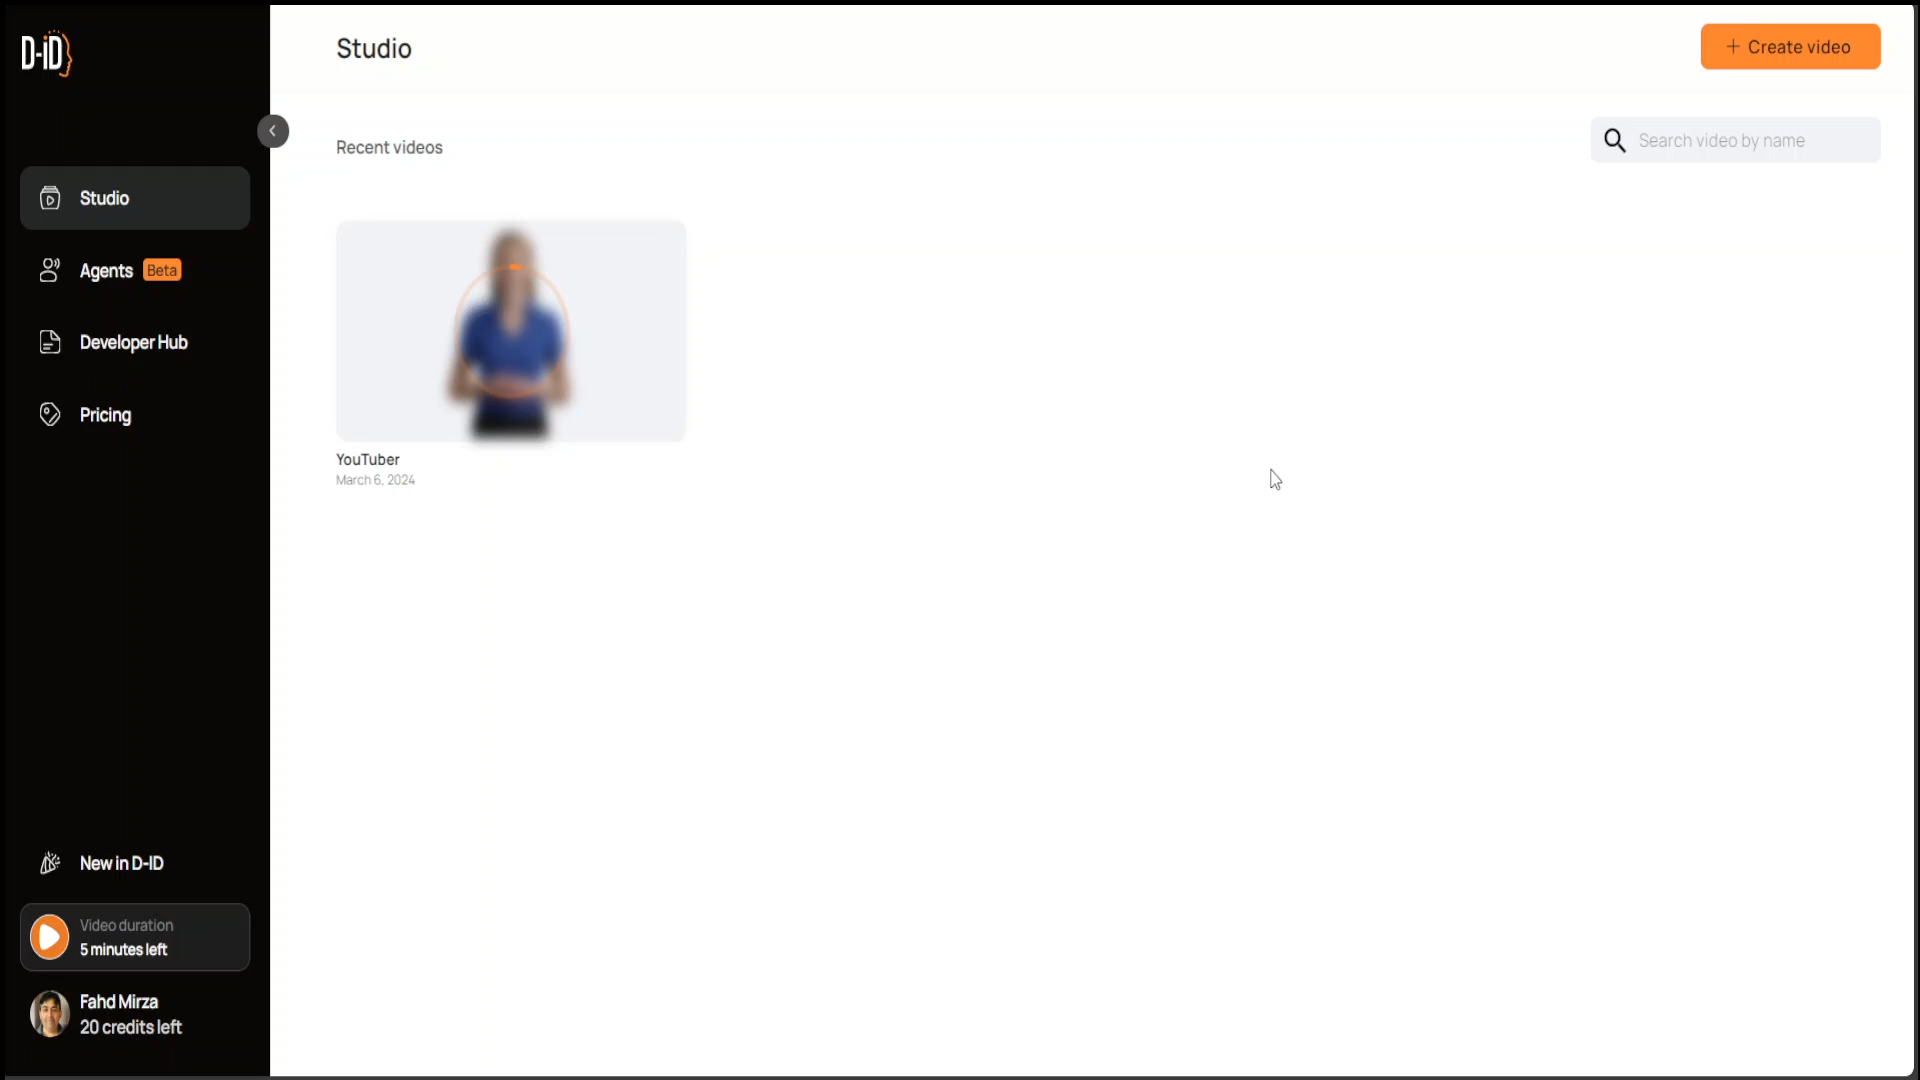 D-iD
Studio
Agents Beta
Developer Hub
Pricing
New in D-ID
Video duration
5 minutes left
Fahd Mirza
20 credits left
Studio
+ Create video
Recent videos
Search video by name
YouTuber
March 6, 2024